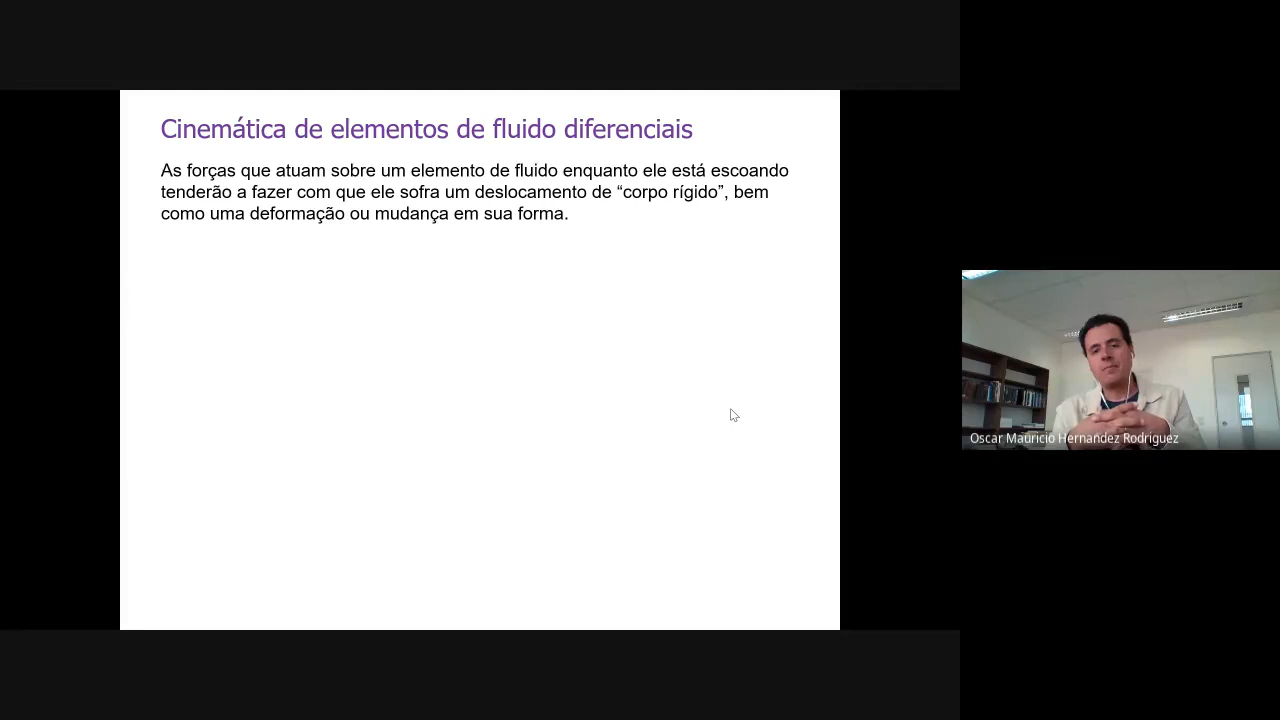 Cinemática de elementos de fluido diferenciais
As forças que atuam sobre um elemento de fluido enquanto ele está escoando
tenderão a fazer com que ele sofra um deslocamento de “corpo rígido”, bem
como uma deformação ou mudança em sua forma.
Oscar Mauricio Hernandez Rodriguez